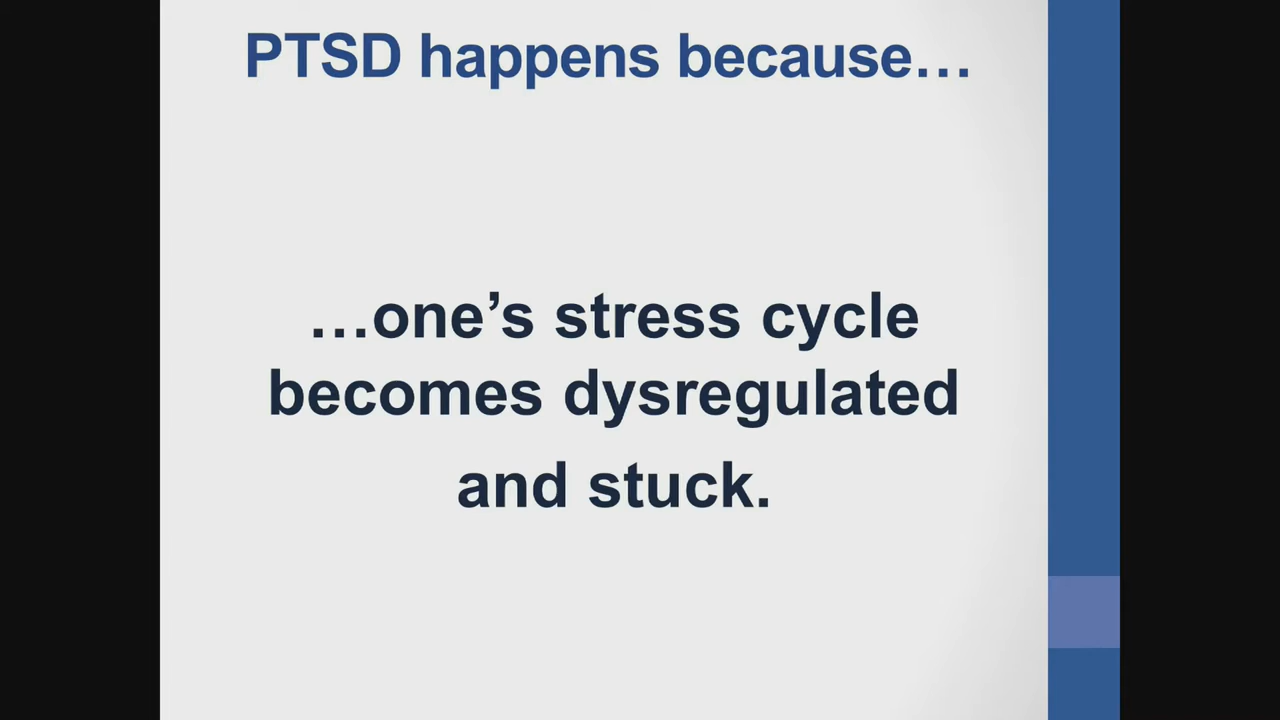 PTSD happens because…
…one’s stress cycle
becomes dysregulated
and stuck.